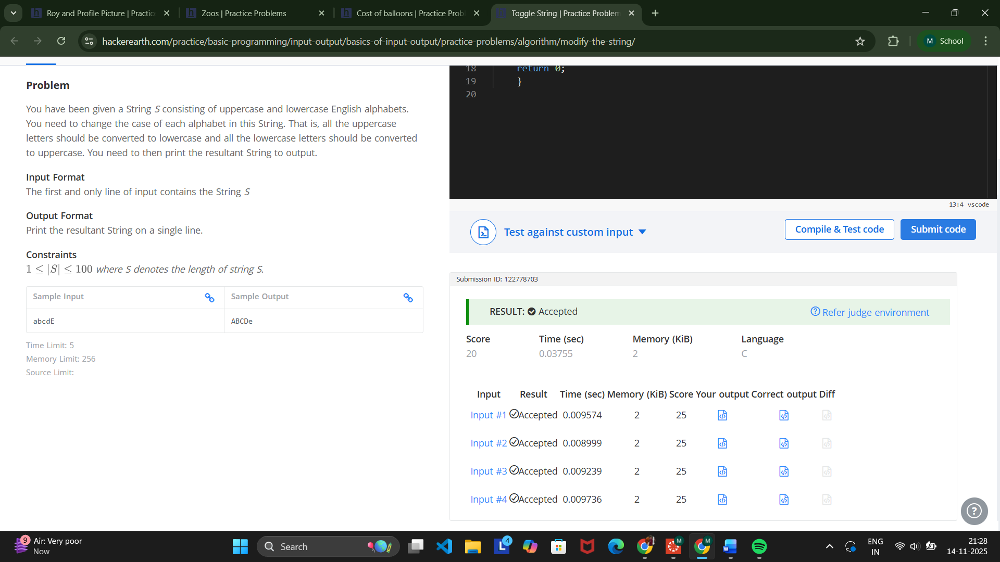 Roy and Profile Picture | Practic
Zoos | Practice Problems
Cost of balloons | Practice Prob
Toggle String | Practice Problem
hackerearth.com/practice/basic-programming/input-output/basics-of-input-output/practice-problems/algorithm/modify-the-string/
M School
Problem
You have been given a String S consisting of uppercase and lowercase English alphabets.
You need to change the case of each alphabet in this String. That is, all the uppercase
letters should be converted to lowercase and all the lowercase letters should be converted
to uppercase. You need to then print the resultant String to output.
Input Format
The first and only line of input contains the String S
Output Format
Print the resultant String on a single line.
Constraints
1 ≤ |S| ≤ 100 where S denotes the length of string S.
Sample Input
Sample Output
abcdE
ABCDe
Time Limit: 5
Memory Limit: 256
Source Limit:
18 return 0;
19 }
20
13:4 vscode
Test against custom input
Compile & Test code
Submit code
Submission ID: 122778703
RESULT: Accepted
Refer judge environment
Score Time (sec) Memory (KiB) Language
20 0.03755 2 C
Input Result Time (sec) Memory (KiB) Score Your output Correct output Diff
Input #1 Accepted 0.009574 2 25
Input #2 Accepted 0.008999 2 25
Input #3 Accepted 0.009239 2 25
Input #4 Accepted 0.009736 2 25
9
Air: Very poor
Now
Search
4
ENG
IN
21:28
14-11-2025